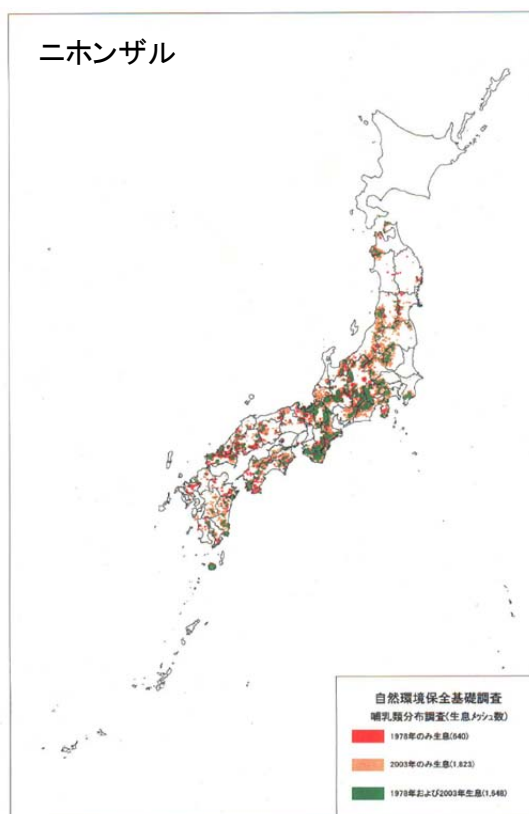 ニホンザル
自然環境保全基礎調査
哺乳類分布調査(生息メッシュ数)
1978年のみ生息(640)
2003年のみ生息(1,823)
1978年および2003年生息(1,648)